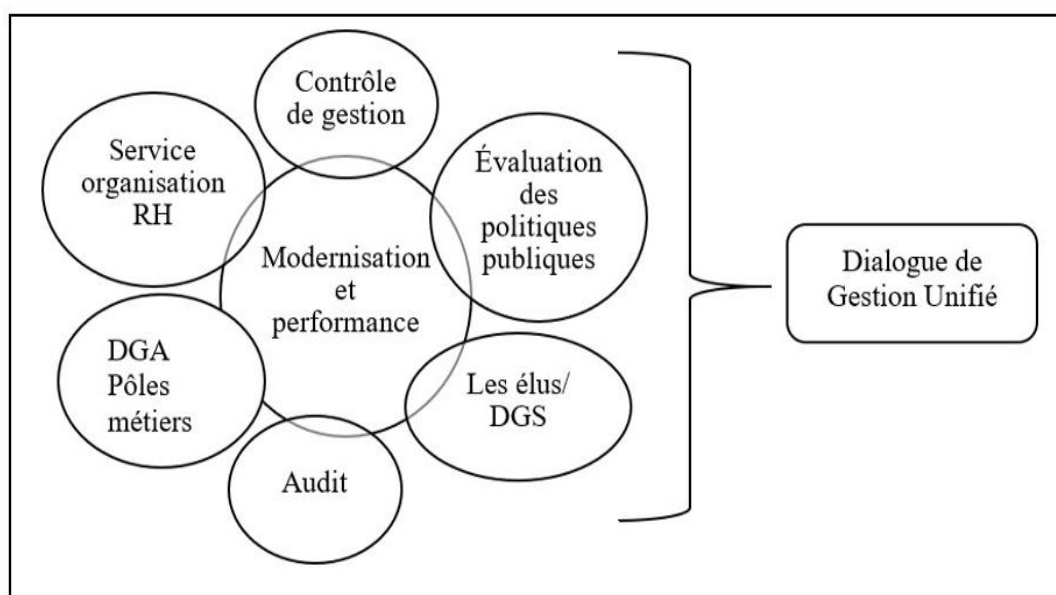 Contrôle
de gestion
Service
organisation
RH
Évaluation
des
politiques
publiques
Modernisation
et
performance
DGA
Pôles
métiers
Les élus/
DGS
Audit
Dialogue de
Gestion Unifié